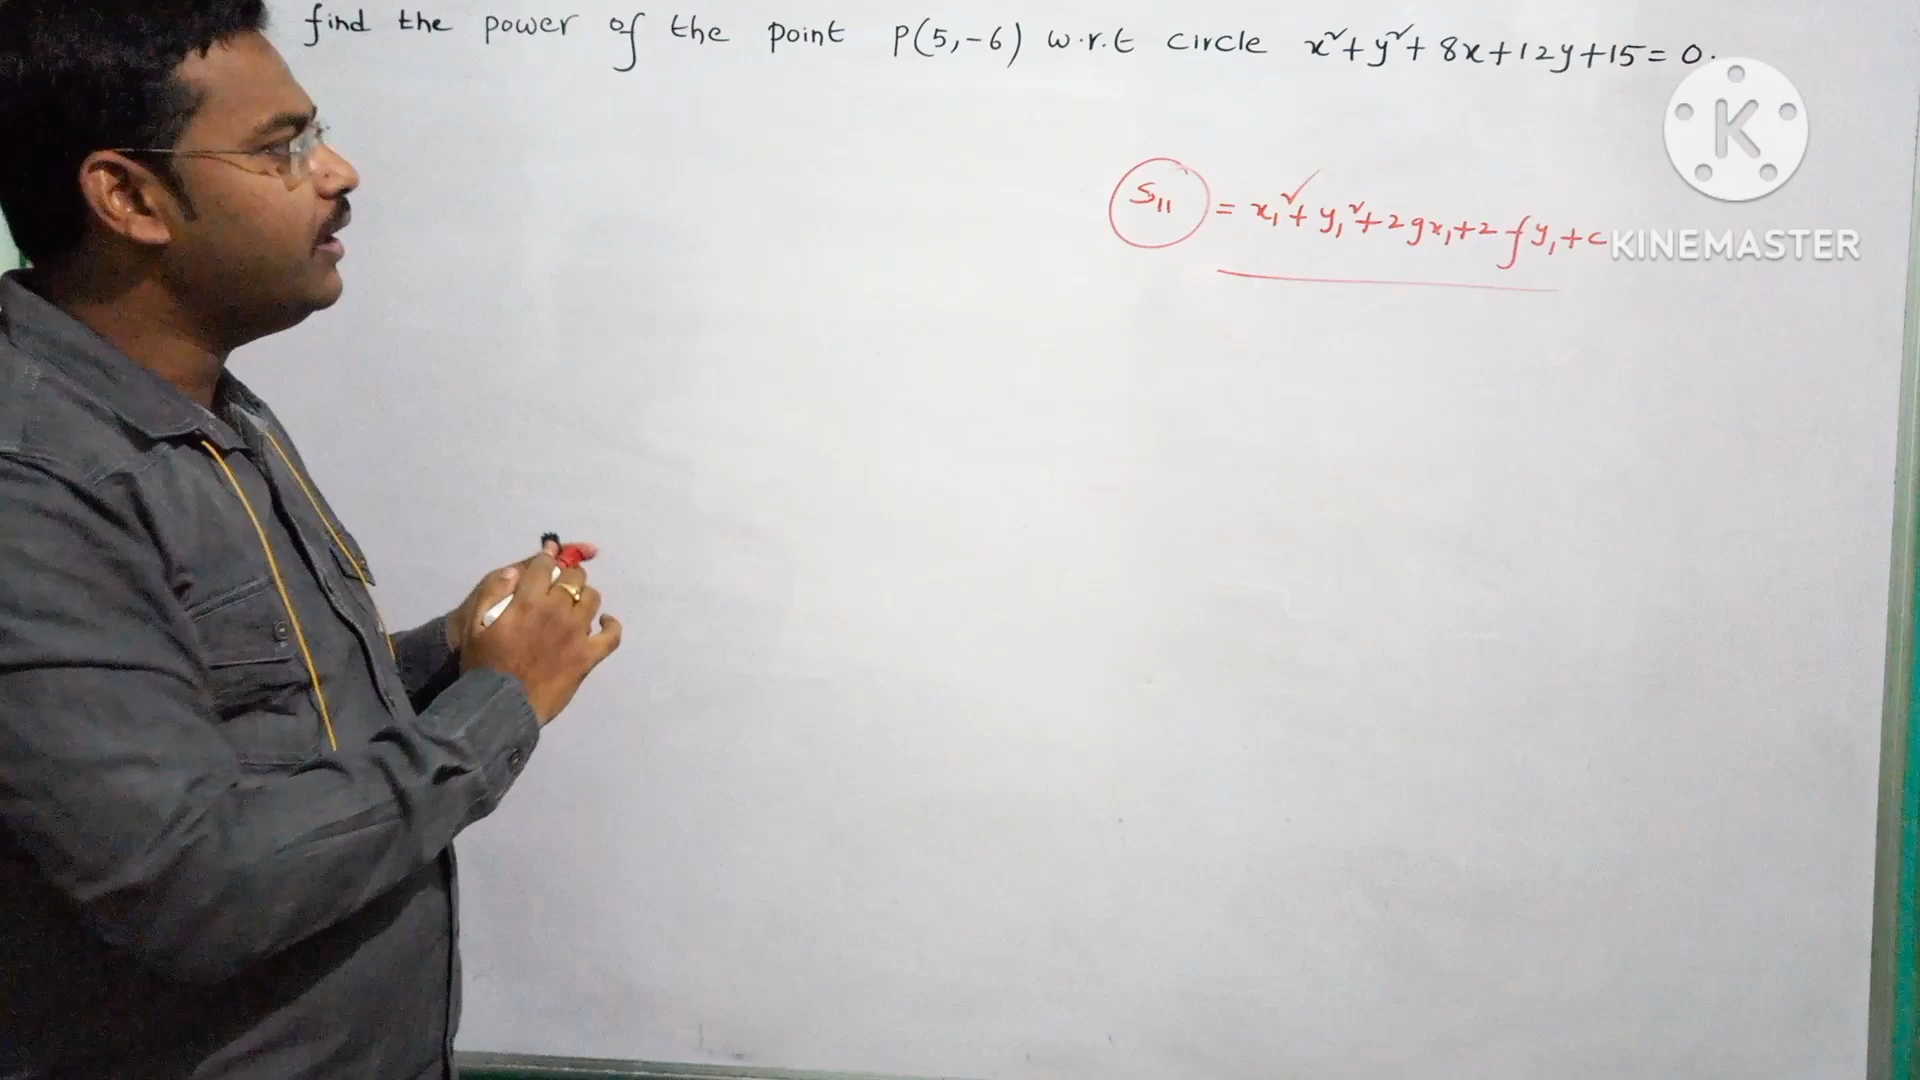 find the power of the point P(5,-6) w.r.t circle x²+y²+8x+12y+15=0.
K
S₁₁ = x₁²+y₁²+2gx₁+2fy₁+c
KINEMASTER